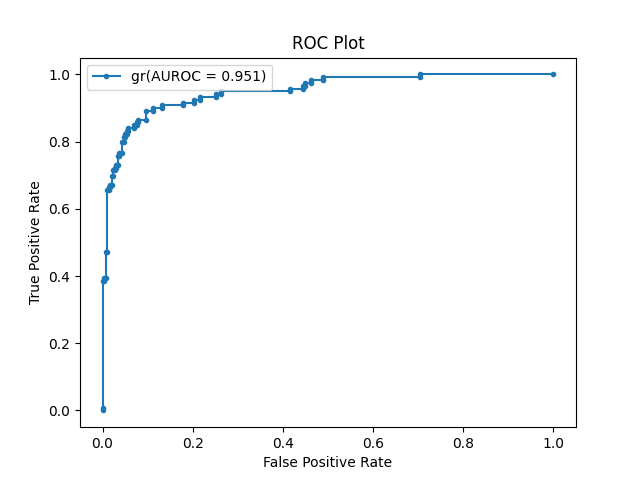 ROC Plot
gr(AUROC = 0.951)
True Positive Rate
1.0
0.8
0.6
0.4
0.2
0.0
0.0 0.2 0.4 0.6 0.8 1.0
False Positive Rate